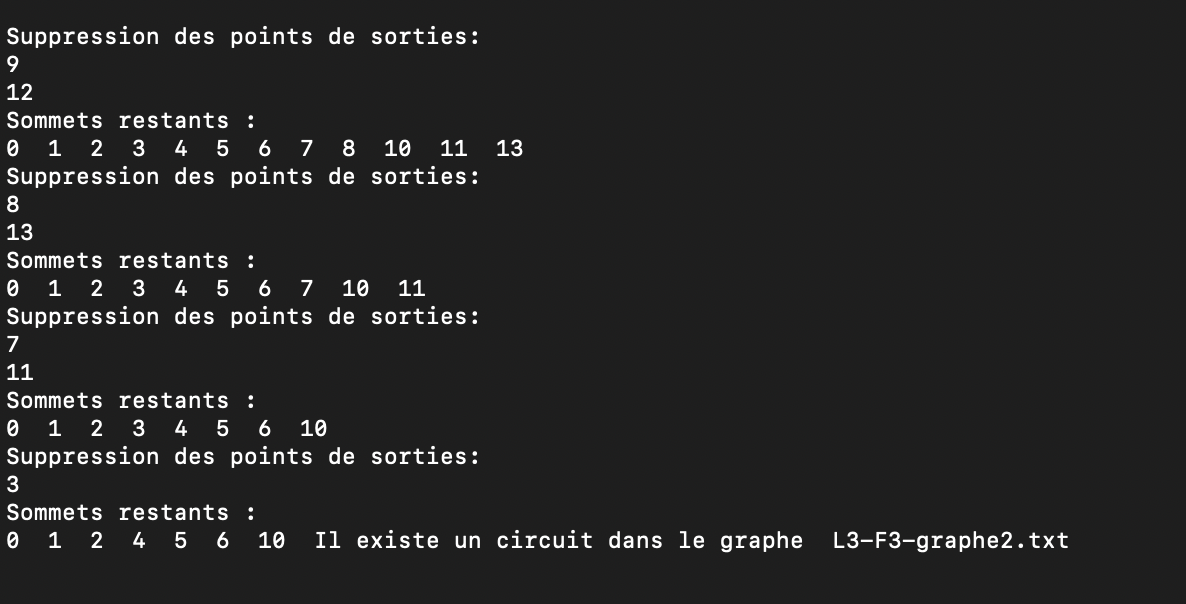 Suppression des points de sorties:
9
12
Sommets restants :
0  1  2  3  4  5  6  7  8  10  11  13
Suppression des points de sorties:
8
13
Sommets restants :
0  1  2  3  4  5  6  7  10  11
Suppression des points de sorties:
7
11
Sommets restants :
0  1  2  3  4  5  6  10
Suppression des points de sorties:
3
Sommets restants :
0  1  2  4  5  6  10  Il existe un circuit dans le graphe  L3-F3-graphe2.txt